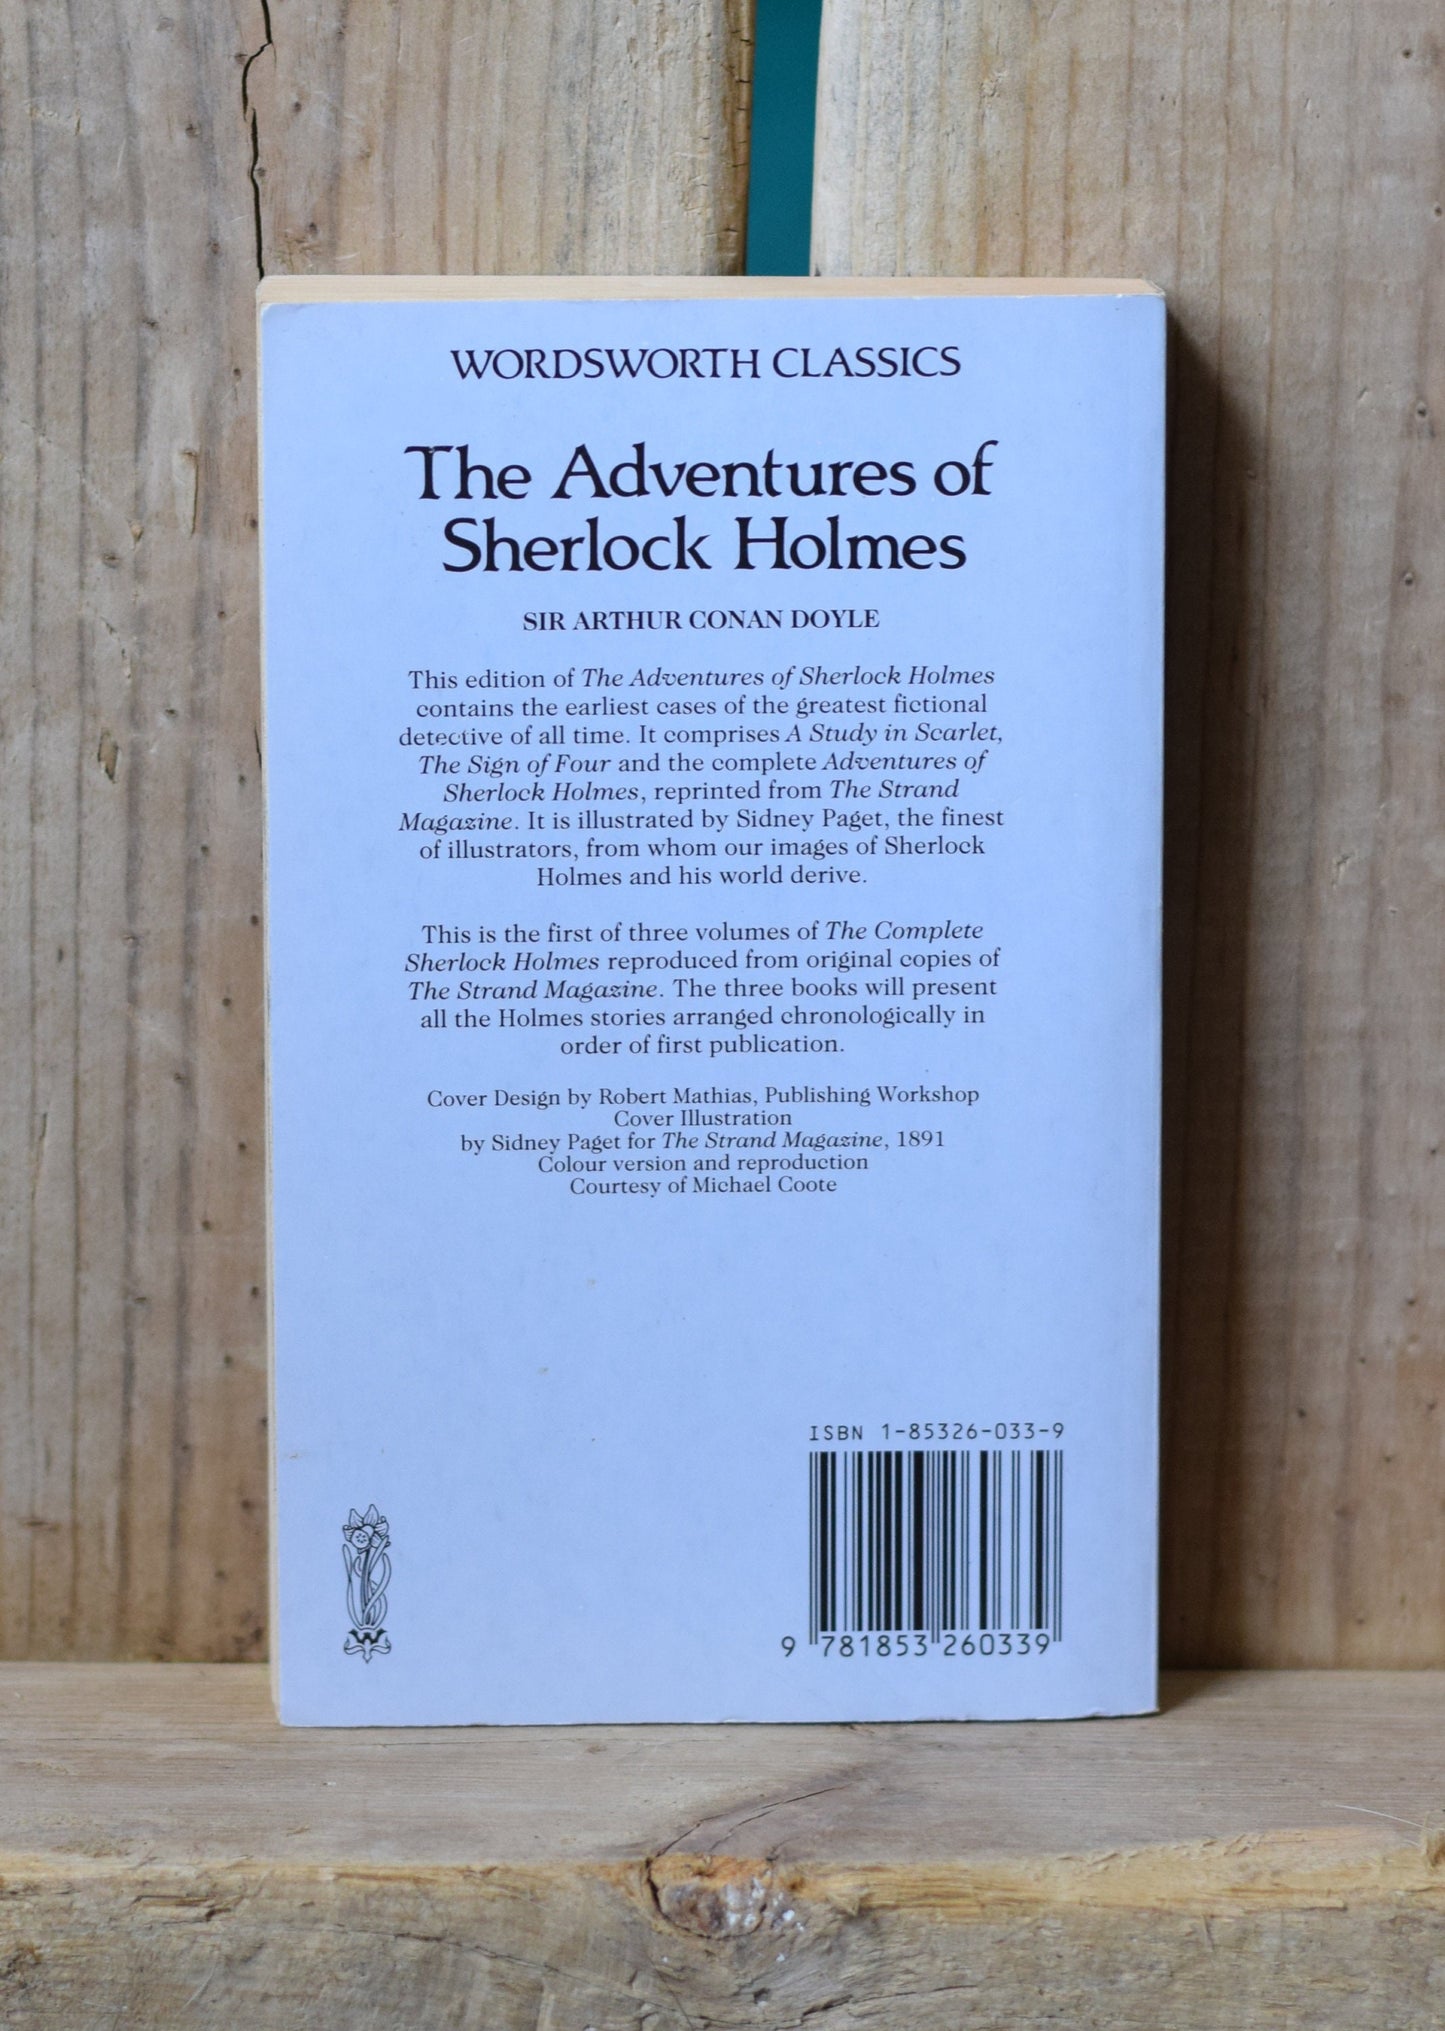 WORDSWORTH CLASSICS
The Adventures of
Sherlock Holmes
SIR ARTHUR CONAN DOYLE
This edition of The Adventures of Sherlock Holmes
contains the earliest cases of the greatest fictional
detective of all time. It comprises A Study in Scarlet,
The Sign of Four and the complete Adventures of
Sherlock Holmes, reprinted from The Strand
Magazine. It is illustrated by Sidney Paget, the finest
of illustrators, from whom our images of Sherlock
Holmes and his world derive.
This is the first of three volumes of The Complete
Sherlock Holmes reproduced from original copies of
The Strand Magazine. The three books will present
all the Holmes stories arranged chronologically in
order of first publication.
Cover Design by Robert Mathias, Publishing Workshop
Cover Illustration
by Sidney Paget for The Strand Magazine, 1891
Colour version and reproduction
Courtesy of Michael Coote
ISBN 1-85326-033-9
9 781853 260339